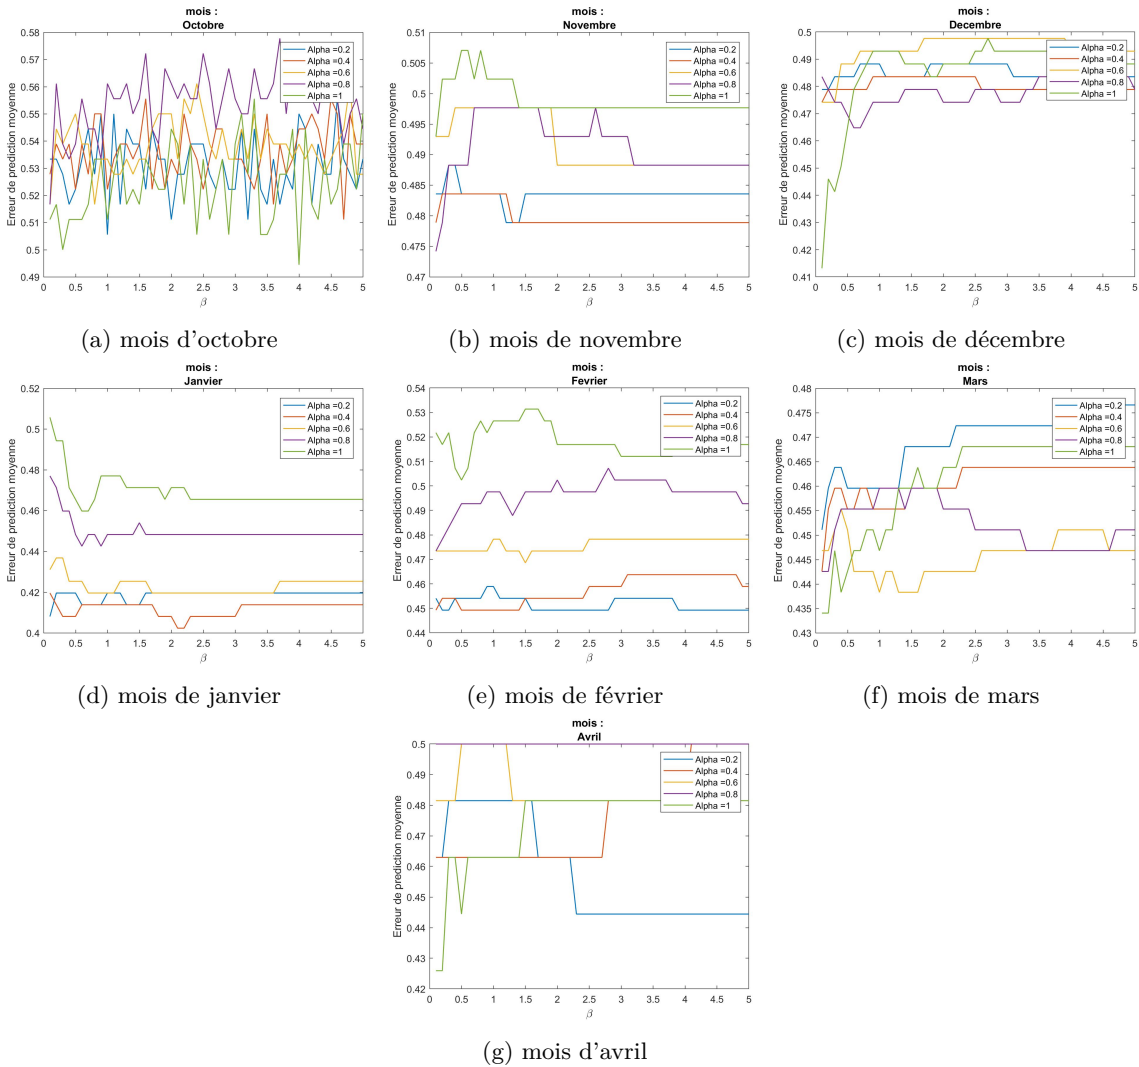 mois :
Octobre
Erreur de prediction moyenne
0.58
0.57
0.56
0.55
0.54
0.53
0.52
0.51
0.5
0.49
0 0.5 1 1.5 2 2.5 3 3.5 4 4.5 5
β
Alpha =0.2
Alpha =0.4
Alpha =0.6
Alpha =0.8
Alpha =1
(a) mois d'octobre
mois :
Novembre
Erreur de prediction moyenne
0.51
0.505
0.5
0.495
0.49
0.485
0.48
0.475
0.47
0 0.5 1 1.5 2 2.5 3 3.5 4 4.5 5
β
Alpha =0.2
Alpha =0.4
Alpha =0.6
Alpha =0.8
Alpha =1
(b) mois de novembre
mois :
Decembre
Erreur de prediction moyenne
0.5
0.49
0.48
0.47
0.46
0.45
0.44
0.43
0.42
0.41
0 0.5 1 1.5 2 2.5 3 3.5 4 4.5 5
β
Alpha =0.2
Alpha =0.4
Alpha =0.6
Alpha =0.8
Alpha =1
(c) mois de décembre
mois :
Janvier
Erreur de prediction moyenne
0.52
0.5
0.48
0.46
0.44
0.42
0.4
0 0.5 1 1.5 2 2.5 3 3.5 4 4.5 5
β
Alpha =0.2
Alpha =0.4
Alpha =0.6
Alpha =0.8
Alpha =1
(d) mois de janvier
mois :
Fevrier
Erreur de prediction moyenne
0.54
0.53
0.52
0.51
0.5
0.49
0.48
0.47
0.46
0.45
0.44
0 0.5 1 1.5 2 2.5 3 3.5 4 4.5 5
β
Alpha =0.2
Alpha =0.4
Alpha =0.6
Alpha =0.8
Alpha =1
(e) mois de février
mois :
Mars
Erreur de prediction moyenne
0.48
0.475
0.47
0.465
0.46
0.455
0.45
0.445
0.44
0.435
0.43
0 0.5 1 1.5 2 2.5 3 3.5 4 4.5 5
β
Alpha =0.2
Alpha =0.4
Alpha =0.6
Alpha =0.8
Alpha =1
(f) mois de mars
mois :
Avril
Erreur de prediction moyenne
0.5
0.49
0.48
0.47
0.46
0.45
0.44
0.43
0.42
0 0.5 1 1.5 2 2.5 3 3.5 4 4.5 5
β
Alpha =0.2
Alpha =0.4
Alpha =0.6
Alpha =0.8
Alpha =1
(g) mois d'avril